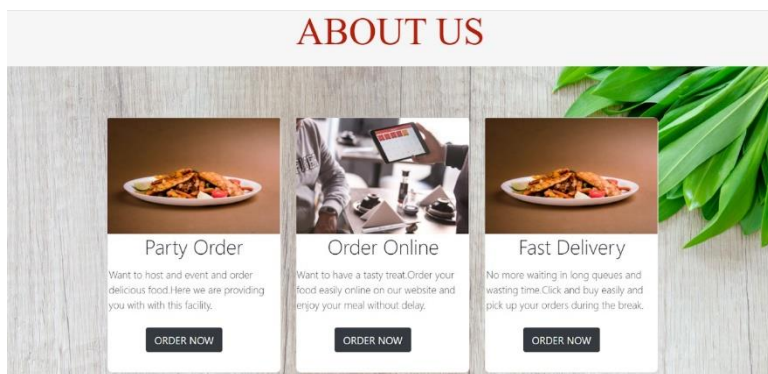 ABOUT US
Party Order
Want to host and event and order
delicious food.Here we are providing
you with with this facility.
ORDER NOW
Order Online
Want to have a tasty treat.Order your
food easily online on our website and
enjoy your meal without delay.
ORDER NOW
Fast Delivery
No more waiting in long queues and
wasting time.Click and buy easily and
pick up your orders during the break.
ORDER NOW